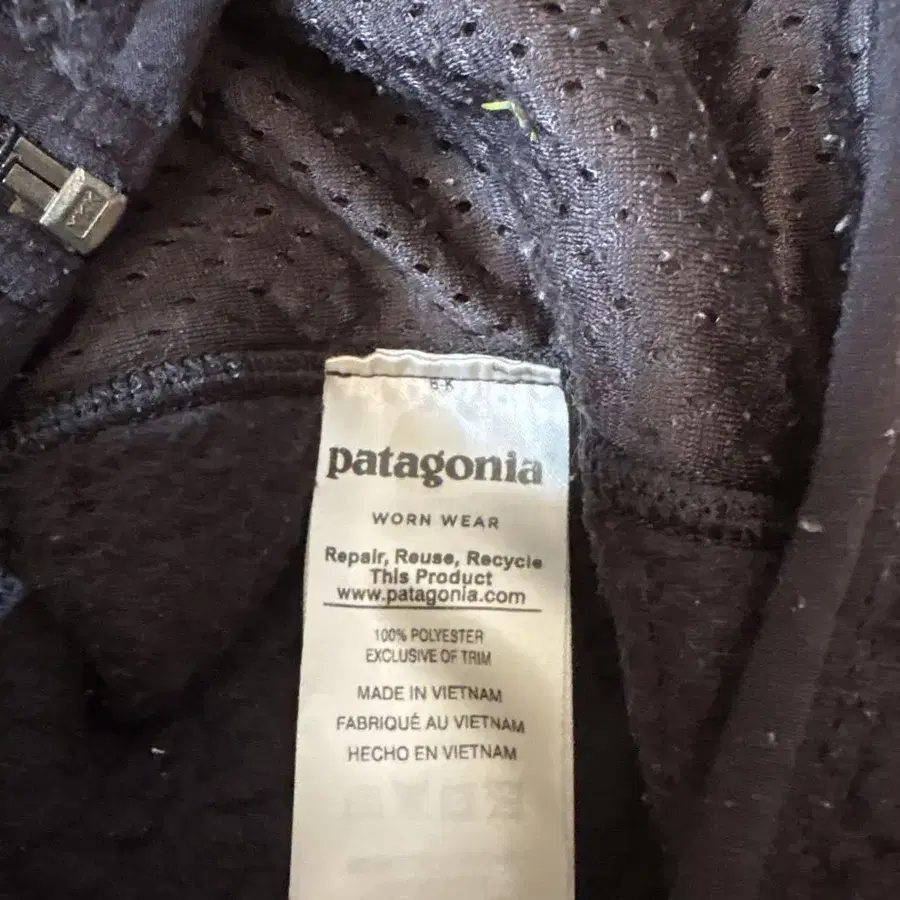 patagonia
WORN WEAR
Repair, Reuse, Recycle
This Product
www.patagonia.com
100% POLYESTER
EXCLUSIVE OF TRIM
MADE IN VIETNAM
FABRIQUÉ AU VIETNAM
HECHO EN VIETNAM